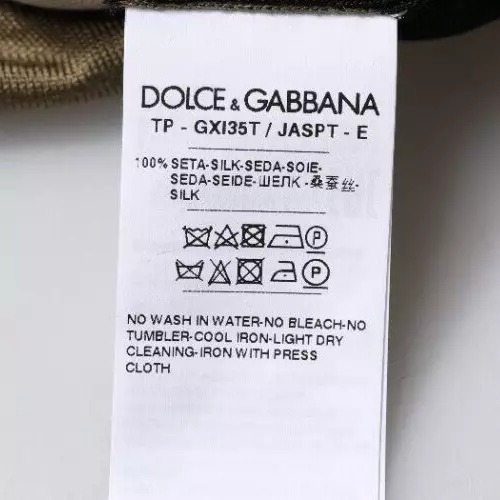 DOLCE & GABBANA
TP - GXI35T / JASPT - E
100% SETA-SILK-SEDA-SOIE-
SEDA-SEIDE-ШЕЛК -桑蚕丝-
SILK
P
P
NO WASH IN WATER-NO BLEACH-NO
TUMBLER-COOL IRON-LIGHT DRY
CLEANING-IRON WITH PRESS
CLOTH